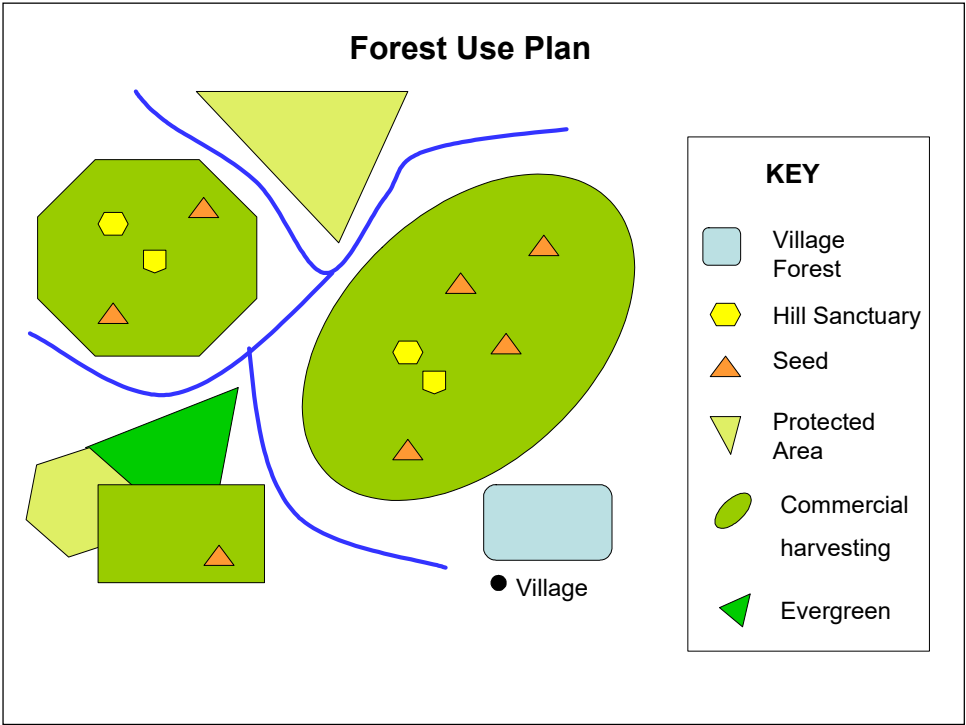 Forest Use Plan
KEY
Village
Forest
Hill Sanctuary
Seed
Protected
Area
Commercial
harvesting
Evergreen
Village